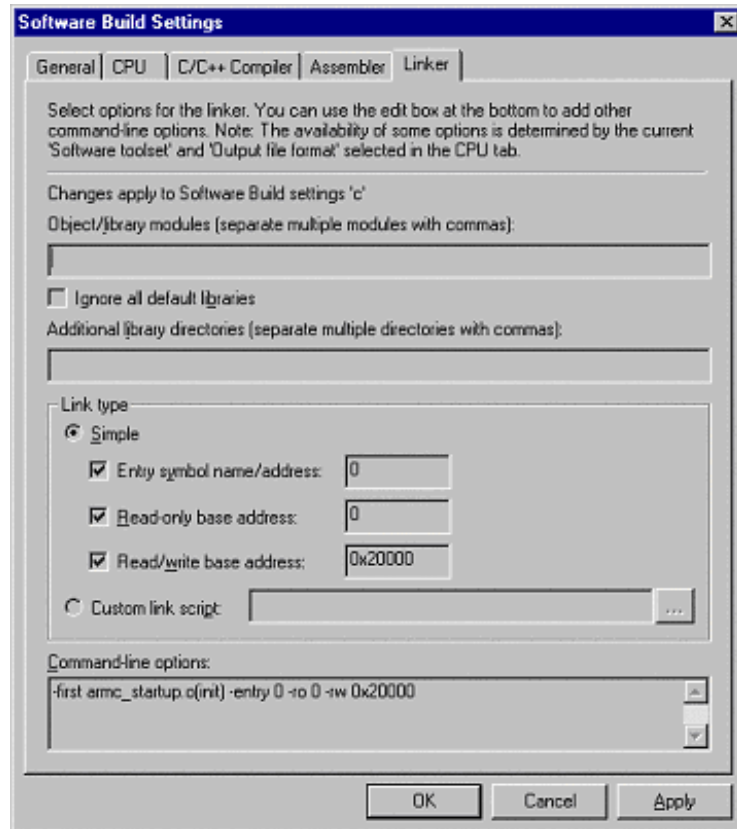 Software Build Settings
General CPU C/C++ Compiler Assembler Linker
Select options for the linker. You can use the edit box at the bottom to add other
command-line options. Note: The availability of some options is determined by the current
'Software toolset' and 'Output file format' selected in the CPU tab.
Changes apply to Software Build settings 'c'
Object/library modules (separate multiple modules with commas):
Ignore all default libraries
Additional library directories (separate multiple directories with commas):
Link type
Simple
Entry symbol name/address: 0
Read-only base address: 0
Read/write base address: 0x20000
Custom link script: ...
Command-line options:
-first armc_startup.o(init) -entry 0 -ro 0 -rw 0x20000
OK Cancel Apply